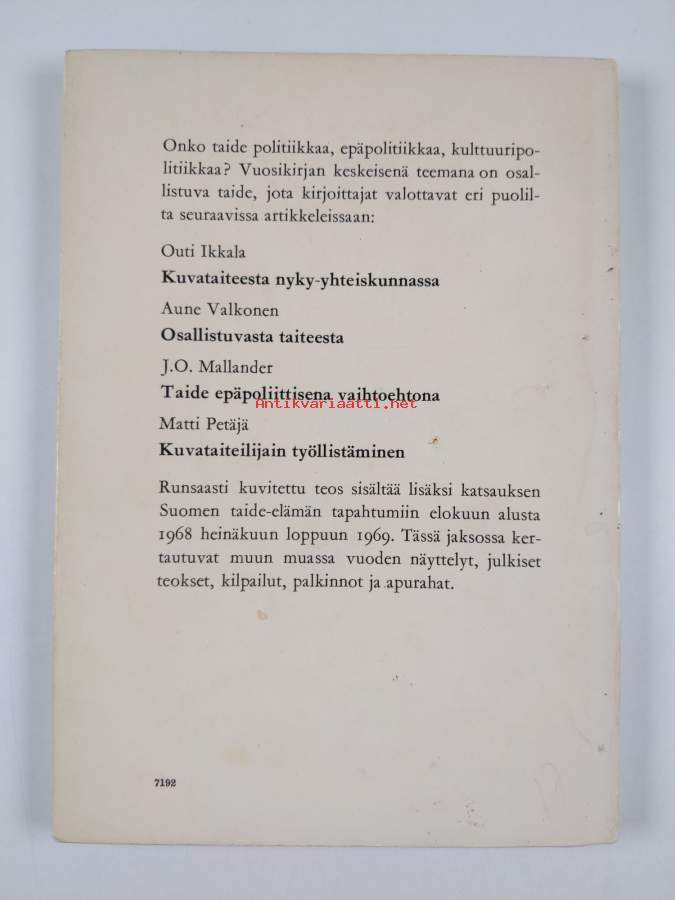 Onko taide politiikkaa, epäpolitiikkaa, kulttuuripo-
litiikkaa? Vuosikirjan keskeisenä teemana on osal-
listuva taide, jota kirjoittajat valottavat eri puolil-
ta seuraavissa artikkeleissaan:
Outi Ikkala
Kuvataiteesta nyky-yhteiskunnassa
Aune Valkonen
Osallistuvasta taiteesta
J.O. Mallander
Taide epäpoliittisena vaihtoehtona
Antikvariaatti.net
Matti Petäjä
Kuvataiteilijain työllistäminen
Runsaasti kuvitettu teos sisältää lisäksi katsauksen
Suomen taide-elämän tapahtumiin elokuun alusta
1968 heinäkuun loppuun 1969. Tässä jaksossa ker-
tautuvat muun muassa vuoden näyttelyt, julkiset
teokset, kilpailut, palkinnot ja apurahat.
7192